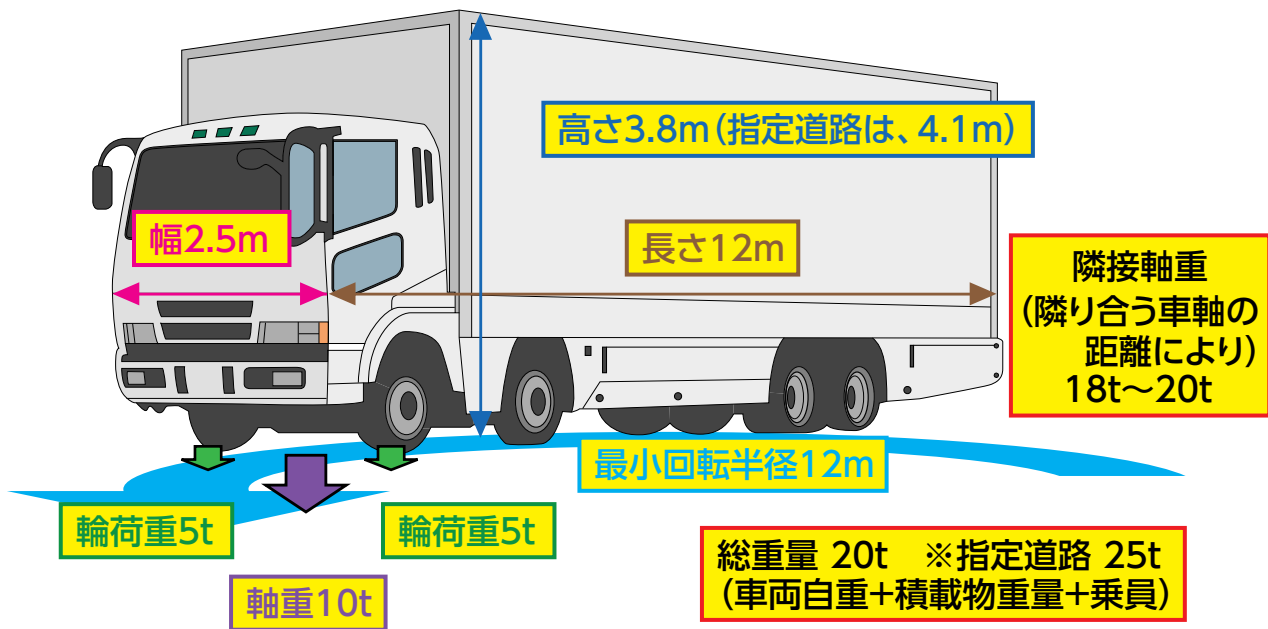 高さ3.8m(指定道路は、4.1m)
幅2.5m
長さ12m
隣接軸重
(隣り合う車軸の
距離により)
18t～20t
最小回転半径12m
輪荷重5t
輪荷重5t
軸重10t
総重量 20t ※指定道路 25t
(車両自重+積載物重量+乗員)